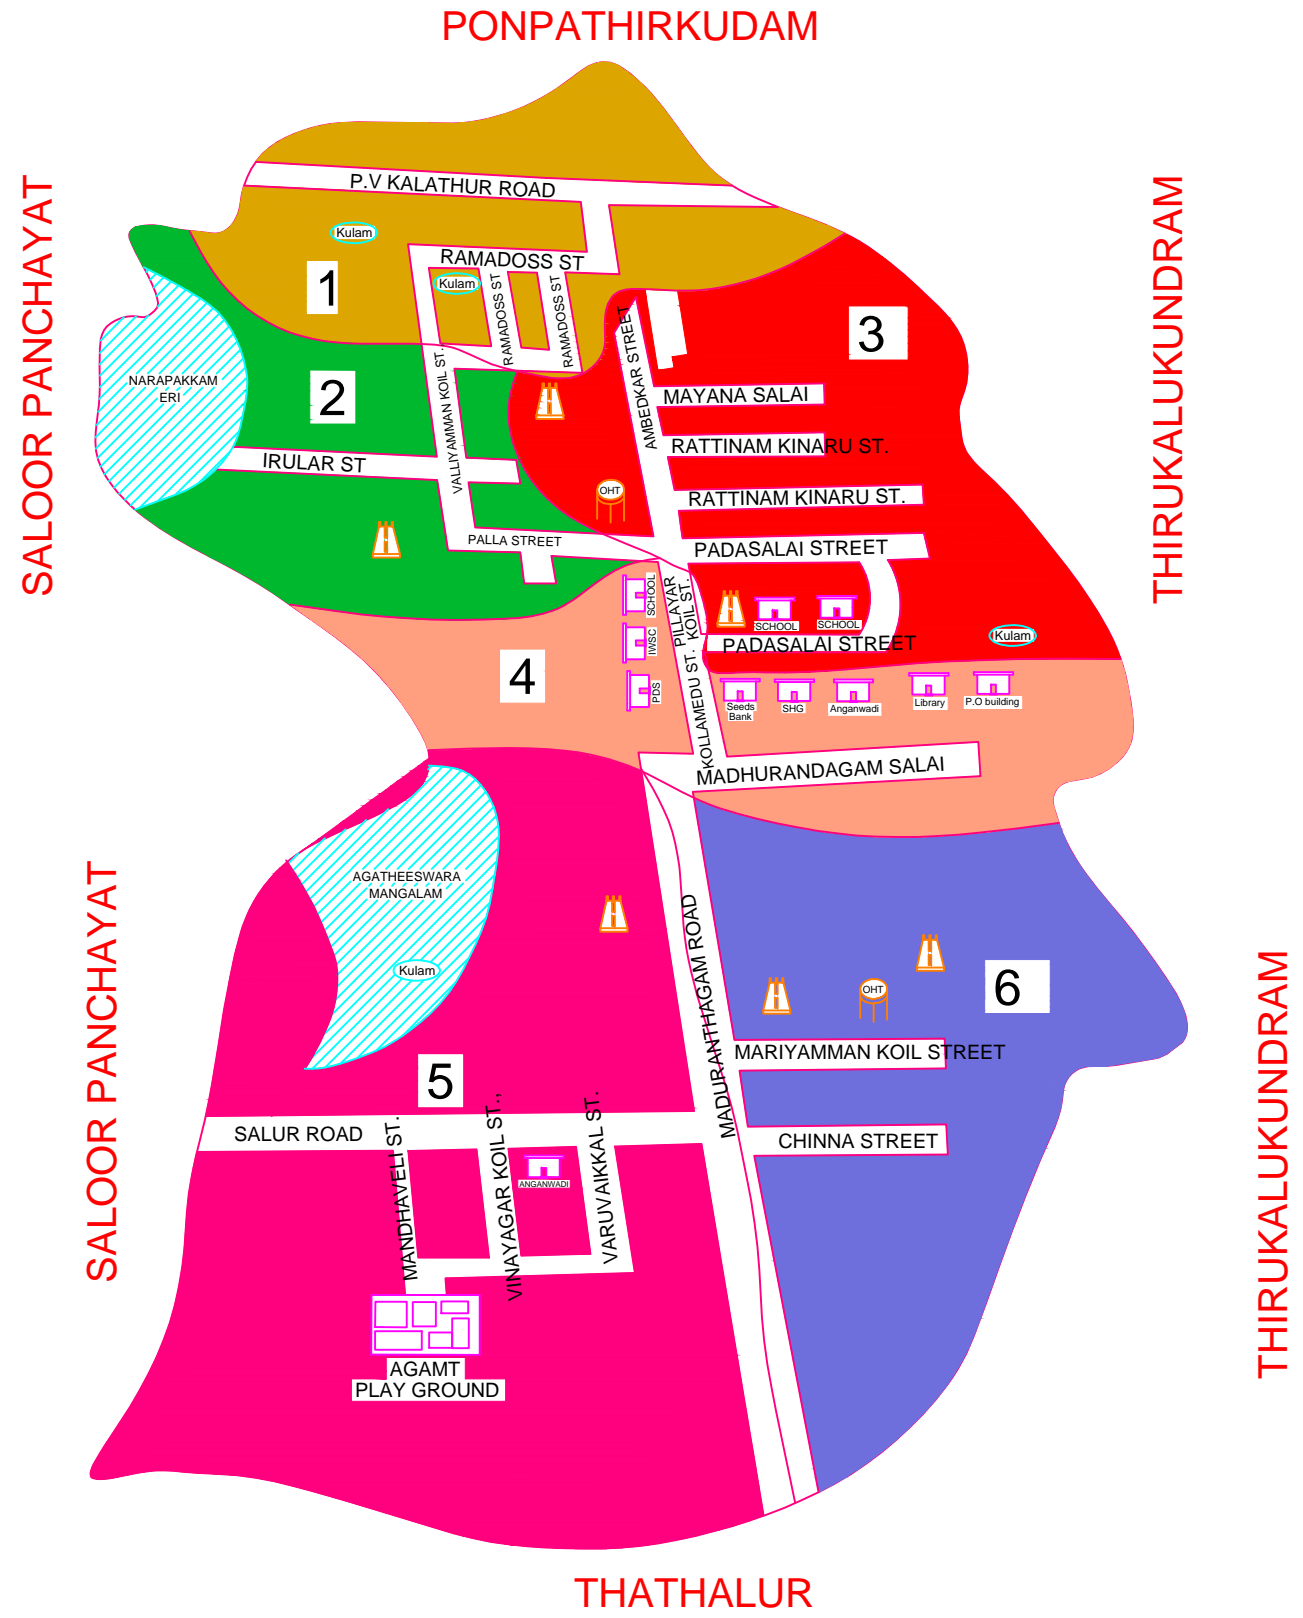 PONPATHIRKUDAM
SALOOR PANCHAYAT
THIRUKALUKUNDRAM
P.V KALATHUR ROAD
Kulam
RAMADOSS ST
1
Kulam
RAMADOSS ST
RAMADOSS ST
3
AMBEDKAR STREET
NARAPAKKAM
ERI
2
VALLIYAMMAN KOIL ST.
MAYANA SALAI
RATTINAM KINARU ST.
IRULAR ST
OHT
RATTINAM KINARU ST.
PALLA STREET
PADASALAI STREET
SCHOOL
PILLAYAR
KOIL ST.
SCHOOL
SCHOOL
IWSC
PADASALAI STREET
Kulam
4
PDS
KOLLAMEDU ST.
Seeds
Bank
SHG
Anganwadi
Library
P.O building
MADHURANDAGAM SALAI
SALOOR PANCHAYAT
THIRUKALUKUNDRAM
AGATHEESWARA
MANGALAM
Kulam
MADURANTHAGAM ROAD
OHT
6
MARIYAMMAN KOIL STREET
5
SALUR ROAD
MANDHAVELI ST.
VINAYAGAR KOIL ST.,
VARUVAIKKAL ST.
CHINNA STREET
ANGANWADI
AGAMT
PLAY GROUND
THATHALUR